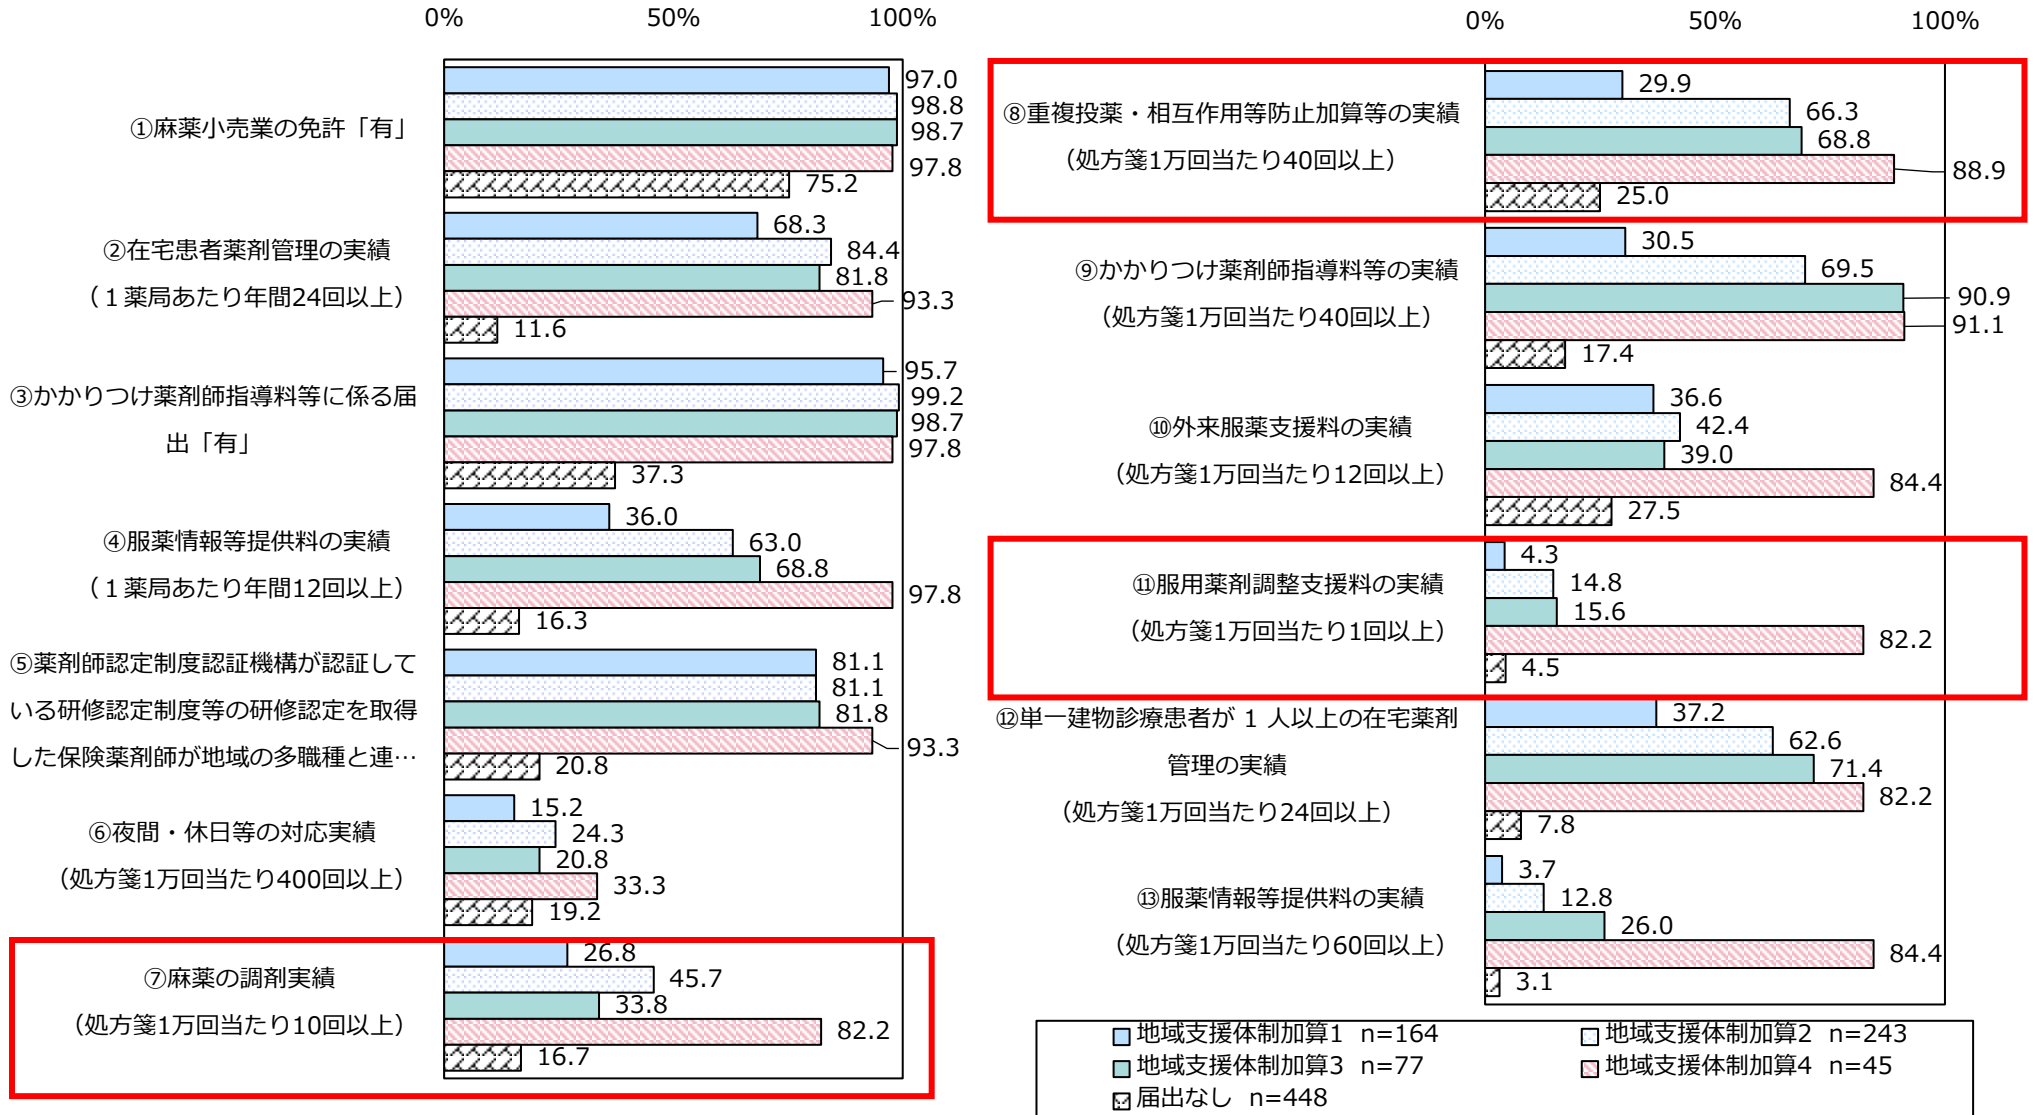 0% 50% 100%
①麻薬小売業の免許「有」
97.0
98.8
98.7
97.8
75.2
②在宅患者薬剤管理の実績
（１薬局あたり年間24回以上）
68.3
84.4
81.8
93.3
11.6
③かかりつけ薬剤師指導料等に係る届
出「有」
95.7
99.2
98.7
97.8
37.3
④服薬情報等提供料の実績
（１薬局あたり年間12回以上）
36.0
63.0
68.8
97.8
16.3
⑤薬剤師認定制度認証機構が認証して
いる研修認定制度等の研修認定を取得
した保険薬剤師が地域の多職種と連…
81.1
81.1
81.8
93.3
20.8
⑥夜間・休日等の対応実績
（処方箋1万回当たり400回以上）
15.2
24.3
20.8
33.3
19.2
⑦麻薬の調剤実績
（処方箋1万回当たり10回以上）
26.8
45.7
33.8
82.2
16.7
0% 50% 100%
⑧重複投薬・相互作用等防止加算等の実績
（処方箋1万回当たり40回以上）
29.9
66.3
68.8
88.9
25.0
⑨かかりつけ薬剤師指導料等の実績
（処方箋1万回当たり40回以上）
30.5
69.5
90.9
91.1
17.4
⑩外来服薬支援料の実績
（処方箋1万回当たり12回以上）
36.6
42.4
39.0
84.4
27.5
⑪服用薬剤調整支援料の実績
（処方箋1万回当たり1回以上）
4.3
14.8
15.6
82.2
4.5
⑫単一建物診療患者が 1 人以上の在宅薬剤
管理の実績
（処方箋1万回当たり24回以上）
37.2
62.6
71.4
82.2
7.8
⑬服薬情報等提供料の実績
（処方箋1万回当たり60回以上）
3.7
12.8
26.0
84.4
3.1
地域支援体制加算1 n=164 地域支援体制加算2 n=243
地域支援体制加算3 n=77 地域支援体制加算4 n=45
届出なし n=448